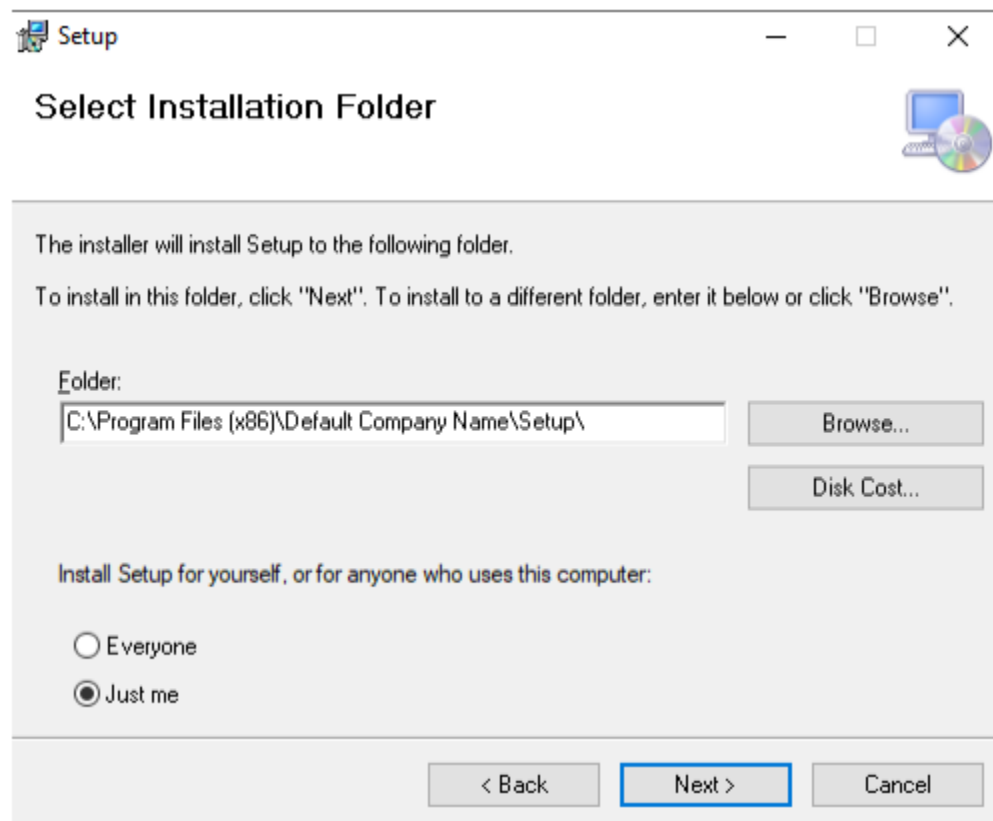 Setup
Select Installation Folder
The installer will install Setup to the following folder.
To install in this folder, click "Next". To install to a different folder, enter it below or click "Browse".
Folder:
C:\Program Files (x86)\Default Company Name\Setup\
Browse...
Disk Cost...
Install Setup for yourself, or for anyone who uses this computer:
Everyone
Just me
< Back
Next >
Cancel